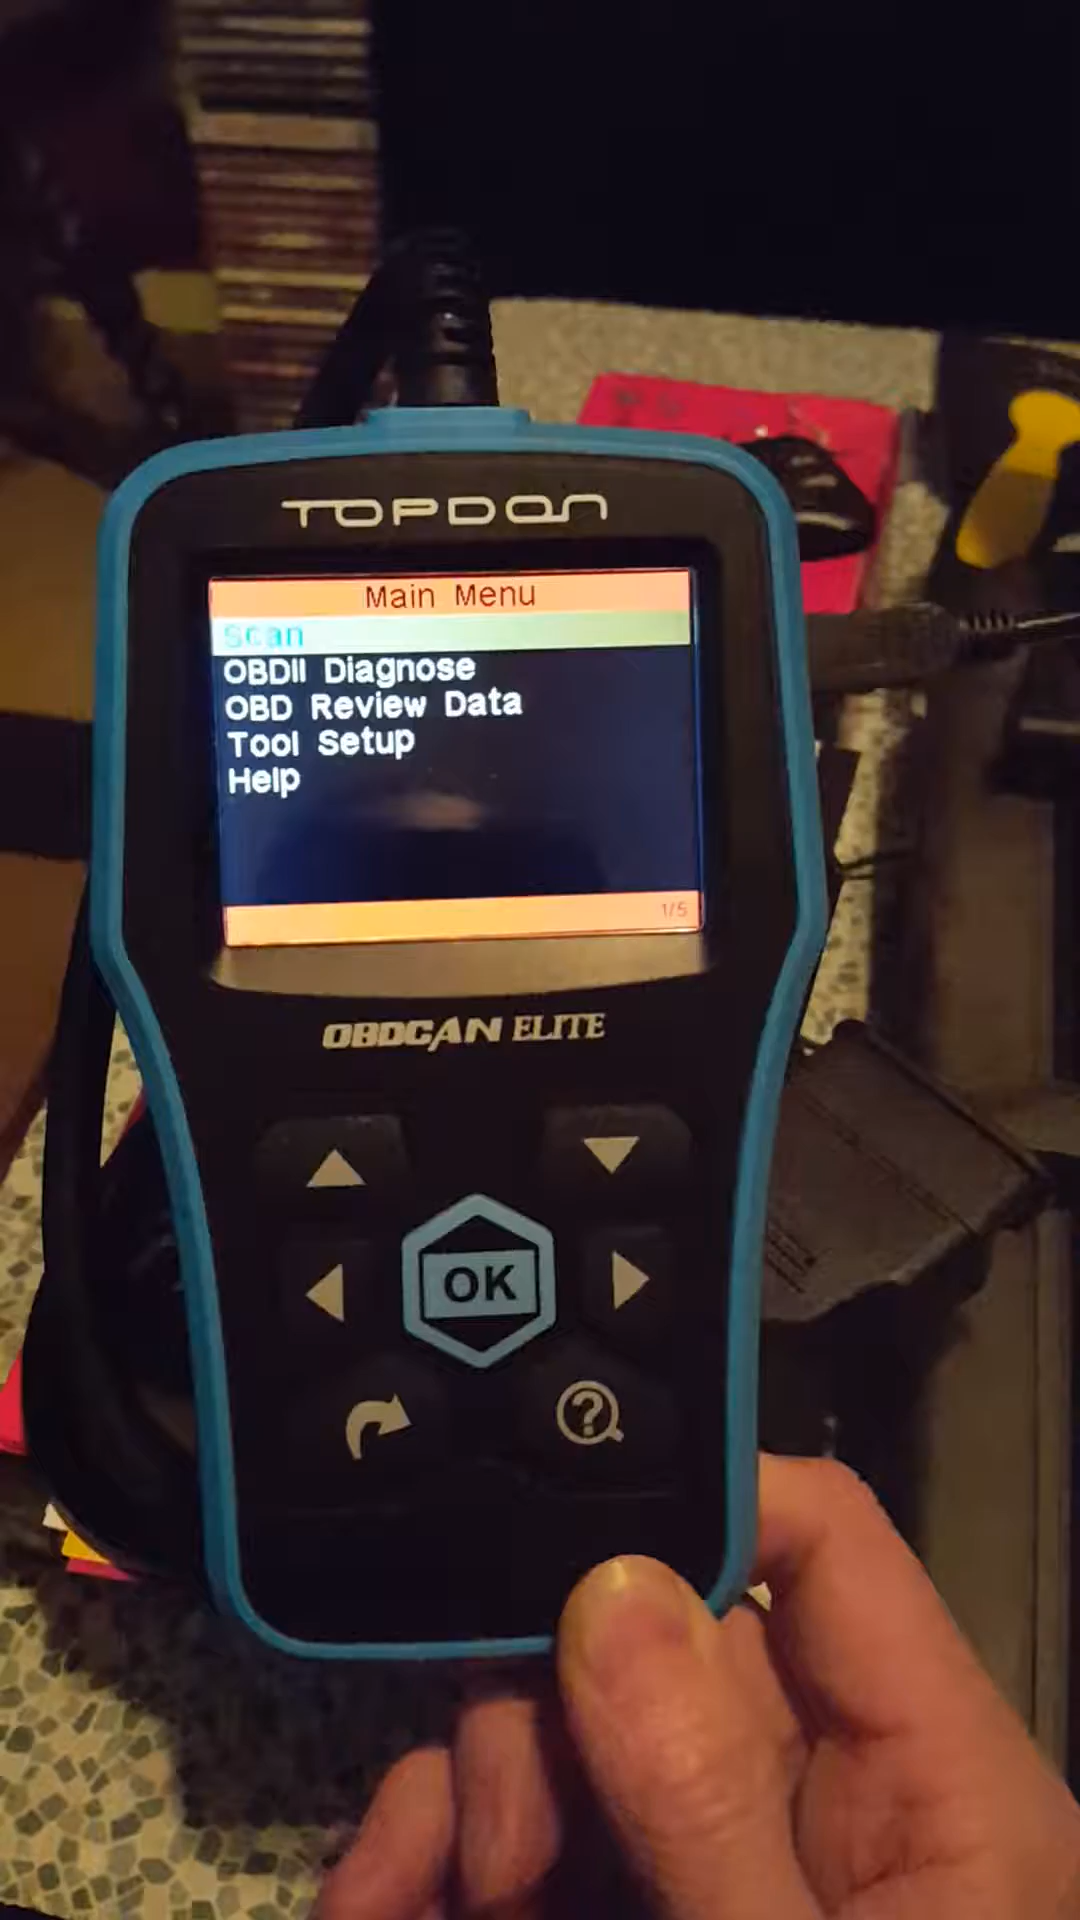 TOPDON
Main Menu
Scan
OBDII Diagnose
OBD Review Data
Tool Setup
Help
1/5
OBDCAN ELITE
OK
?